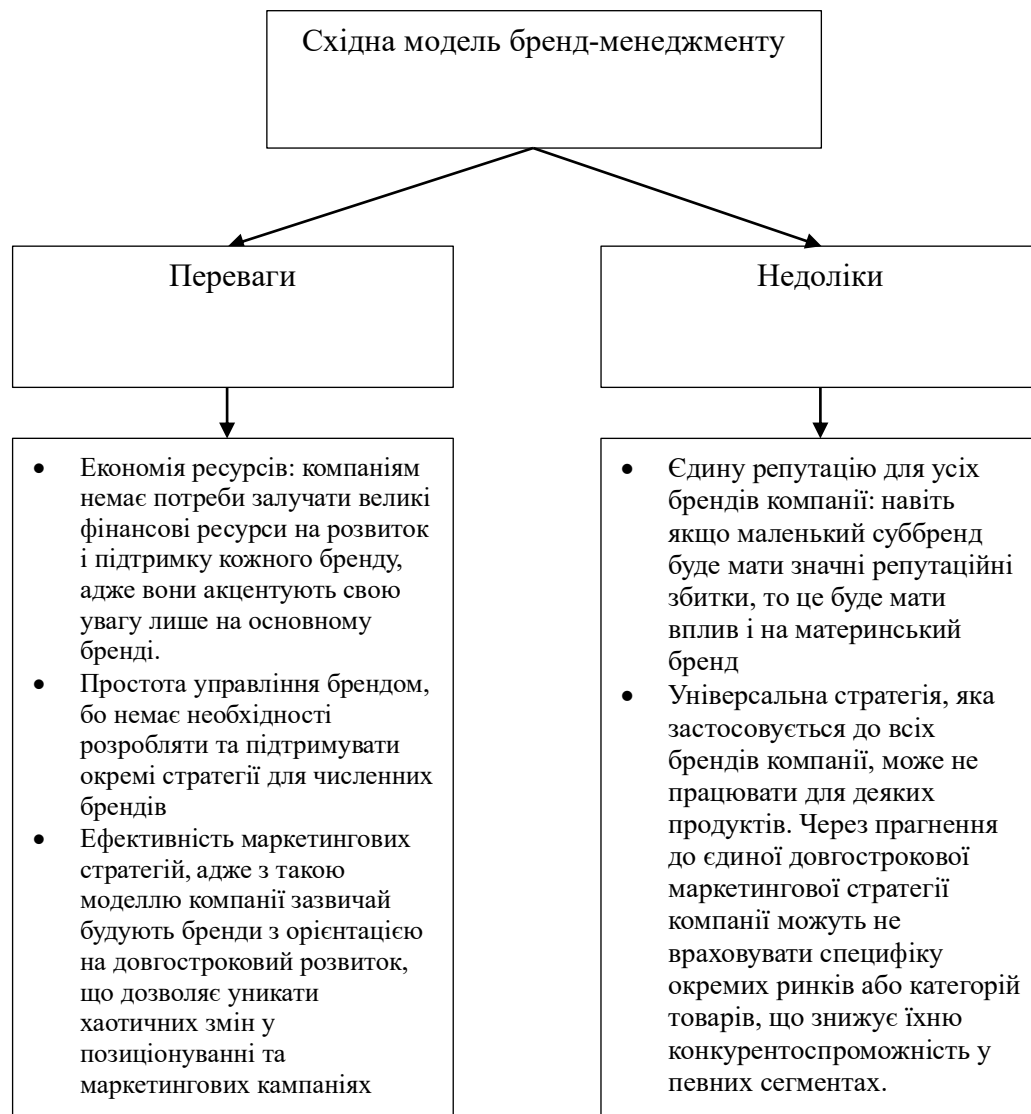 Східна модель бренд-менеджменту
Переваги
Недоліки
• Економія ресурсів: компаніям
немає потреби залучати великі
фінансові ресурси на розвиток
і підтримку кожного бренду,
адже вони акцентують свою
увагу лише на основному
бренді.
• Простота управління брендом,
бо немає необхідності
розробляти та підтримувати
окремі стратегії для численних
брендів
• Ефективність маркетингових
стратегій, адже з такою
моделлю компанії зазвичай
будують бренди з орієнтацією
на довгостроковий розвиток,
що дозволяє уникати
хаотичних змін у
позиціонуванні та
маркетингових кампаніях
• Єдину репутацію для усіх
брендів компанії: навіть
якщо маленький суббренд
буде мати значні репутаційні
збитки, то це буде мати
вплив і на материнський
бренд
• Універсальна стратегія, яка
застосовується до всіх
брендів компанії, може не
працювати для деяких
продуктів. Через прагнення
до єдиної довгострокової
маркетингової стратегії
компанії можуть не
враховувати специфіку
окремих ринків або категорій
товарів, що знижує їхню
конкурентоспроможність у
певних сегментах.